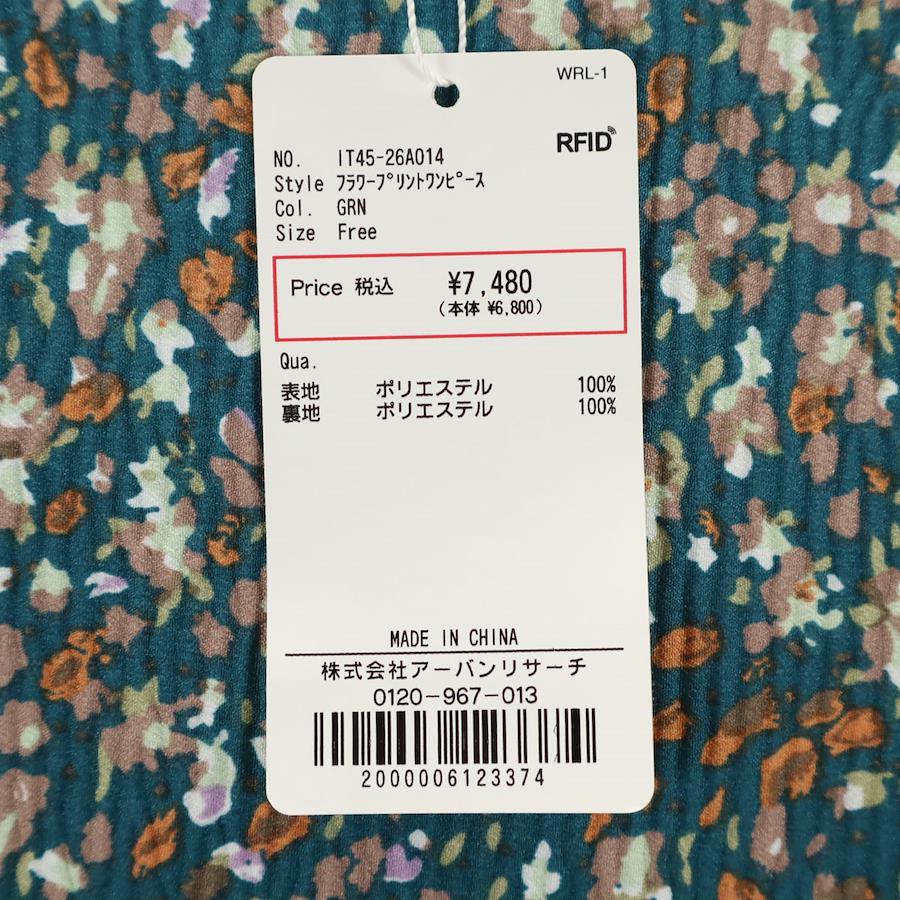 WRL-1
RFID
NO. IT45-26A014
Style ﾌﾗﾜｰﾌﾟﾘﾝﾄﾜﾝﾋﾟｰｽ
Col. GRN
Size Free
Price 税込 ¥7,480
(本体 ¥6,800)
Qua.
表地 ポリエステル 100%
裏地 ポリエステル 100%
MADE IN CHINA
株式会社アーバンリサーチ
0120-967-013
2000006123374